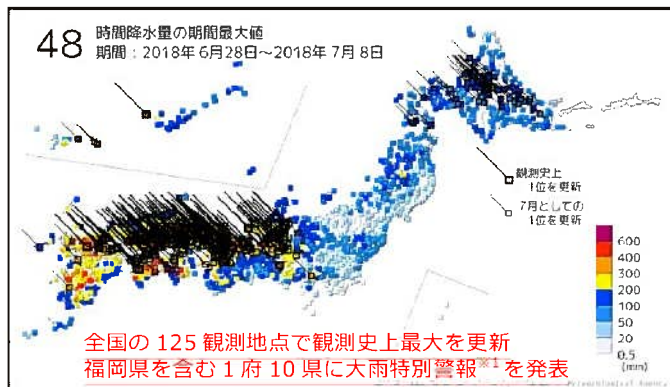 48 時間降水量の期間最大値
期間：2018年6月28日～2018年7月8日
観測史上
1位を更新
7月としての
1位を更新
600
400
300
200
100
50
20
0.5
(mm)
全国の 125 観測地点で観測史上最大を更新
福岡県を含む 1 府 10 県に大雨特別警報※1 を発表